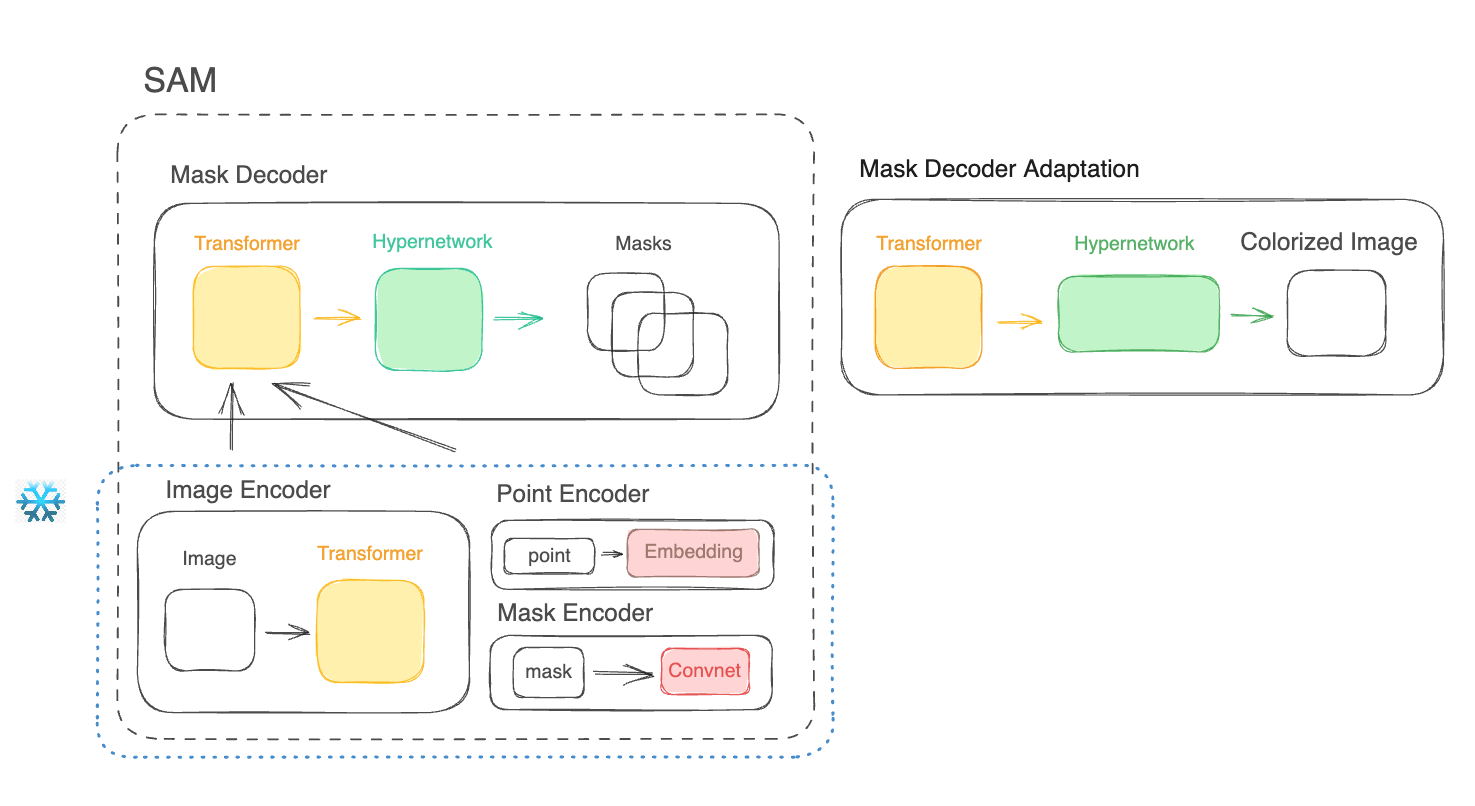 SAM
Mask Decoder
Transformer
Hypernetwork
Masks
Mask Decoder Adaptation
Transformer
Hypernetwork
Colorized Image
Image Encoder
Image
Transformer
Point Encoder
point
Embedding
Mask Encoder
mask
Convnet